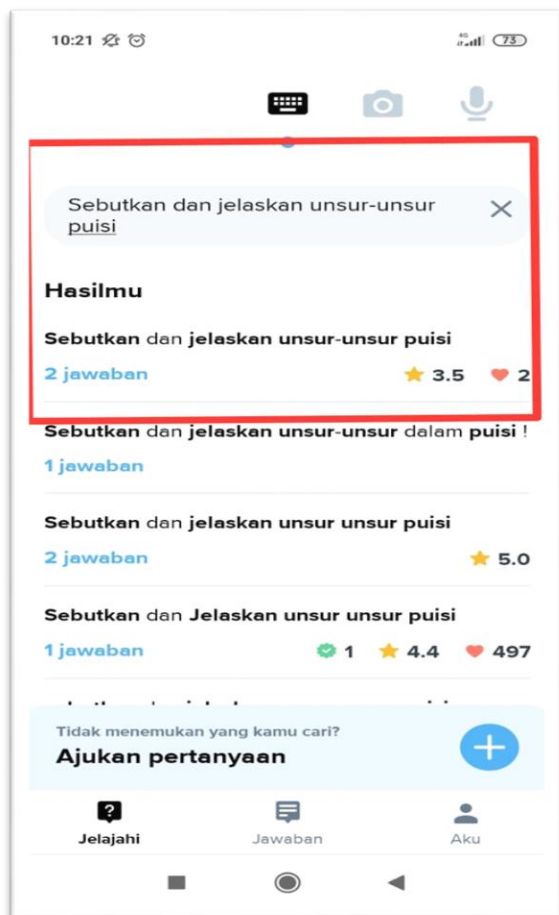 10:21 4G 73
Sebutkan dan jelaskan unsur-unsur
puisi
Hasilmu
Sebutkan dan jelaskan unsur-unsur puisi
2 jawaban 3.5 2
Sebutkan dan jelaskan unsur-unsur dalam puisi !
1 jawaban
Sebutkan dan jelaskan unsur unsur puisi
2 jawaban 5.0
Sebutkan dan Jelaskan unsur unsur puisi
1 jawaban 1 4.4 497
Tidak menemukan yang kamu cari?
Ajukan pertanyaan
Jelajahi Jawaban Aku